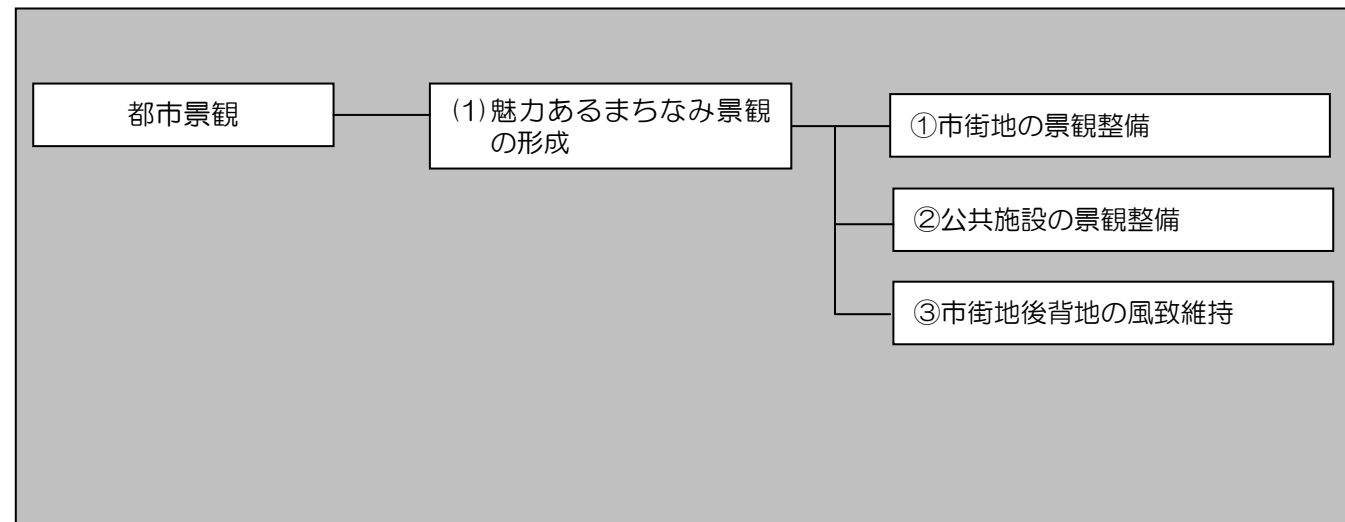 都市景観
⑴魅力あるまちなみ景観
の形成
①市街地の景観整備
②公共施設の景観整備
③市街地後背地の風致維持